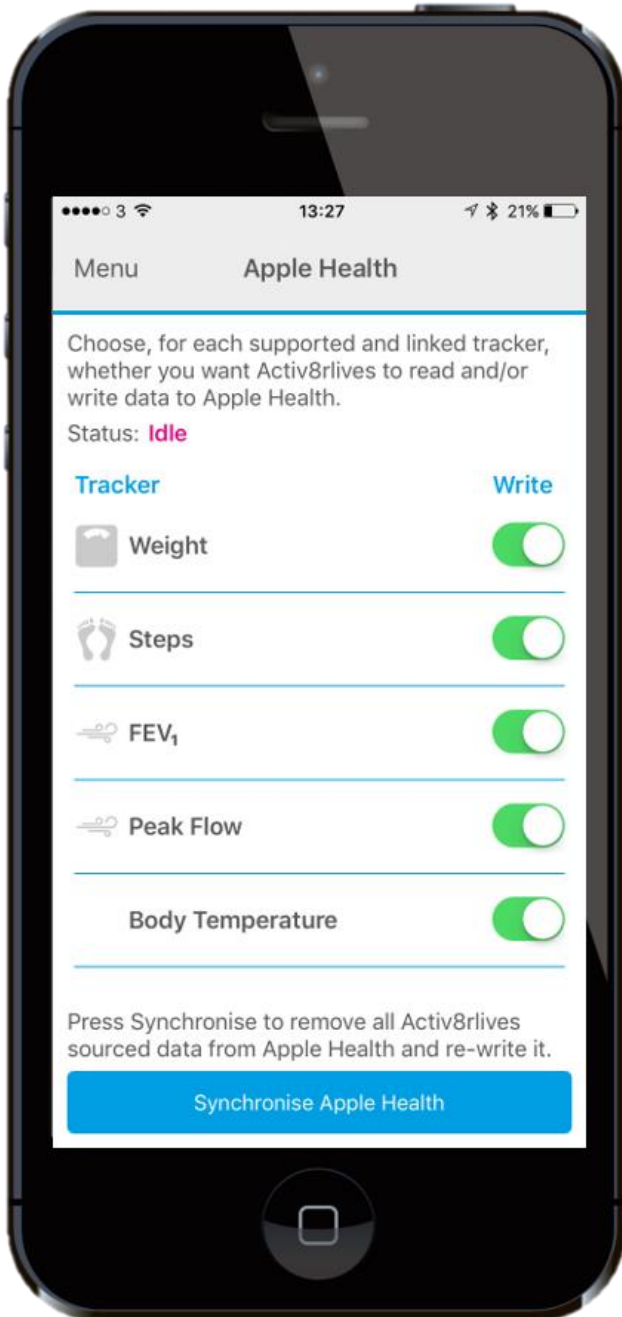 3 13:27 21%
Menu Apple Health
Choose, for each supported and linked tracker,
whether you want Activ8rlives to read and/or
write data to Apple Health.
Status: Idle
Tracker Write
Weight
Steps
FEV₁
Peak Flow
Body Temperature
Press Synchronise to remove all Activ8rlives
sourced data from Apple Health and re-write it.
Synchronise Apple Health